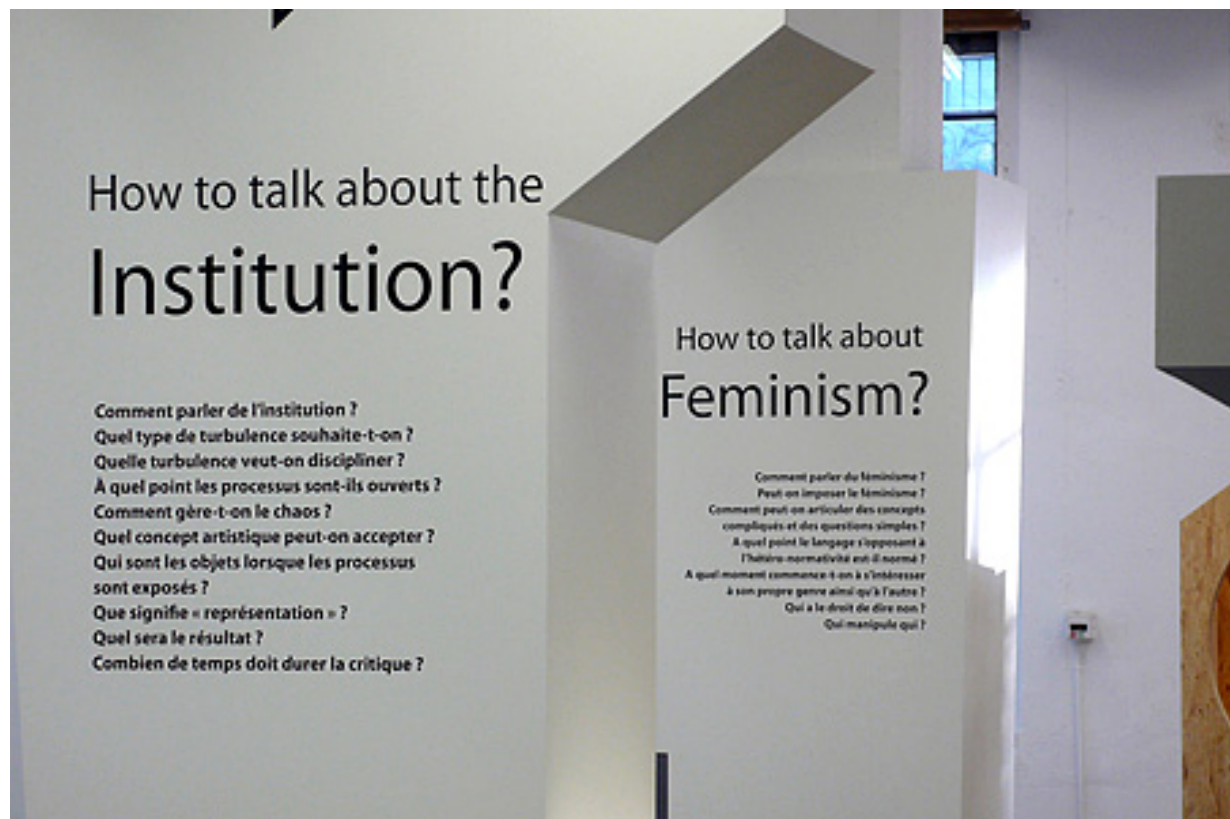 How to talk about the
Institution?
Comment parler de l'institution ?
Quel type de turbulence souhaite-t-on ?
Quelle turbulence veut-on discipliner ?
À quel point les processus sont-ils ouverts ?
Comment gère-t-on le chaos ?
Quel concept artistique peut-on accepter ?
Qui sont les objets lorsque les processus
sont exposés ?
Que signifie « représentation » ?
Quel sera le résultat ?
Combien de temps doit durer la critique ?
How to talk about
Feminism?
Comment parler du féminisme ?
Peut-on imposer le féminisme ?
Comment peut-on articuler des concepts
compliqués et des questions simples ?
A quel point le langage s'opposant à
l'hétéro-normativité est-il normé ?
A quel moment commence-t-on à s'intéresser
à son propre genre ainsi qu'à l'autre ?
Qui a le droit de dire non ?
Qui manipule qui ?